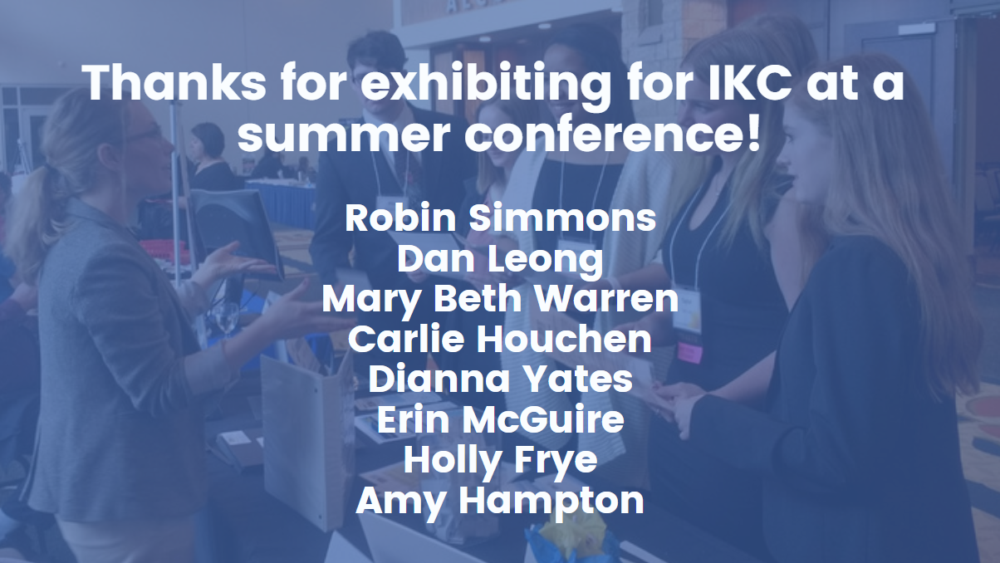 Thanks for exhibiting for IKC at a
summer conference!
Robin Simmons
Dan Leong
Mary Beth Warren
Carlie Houchen
Dianna Yates
Erin McGuire
Holly Frye
Amy Hampton